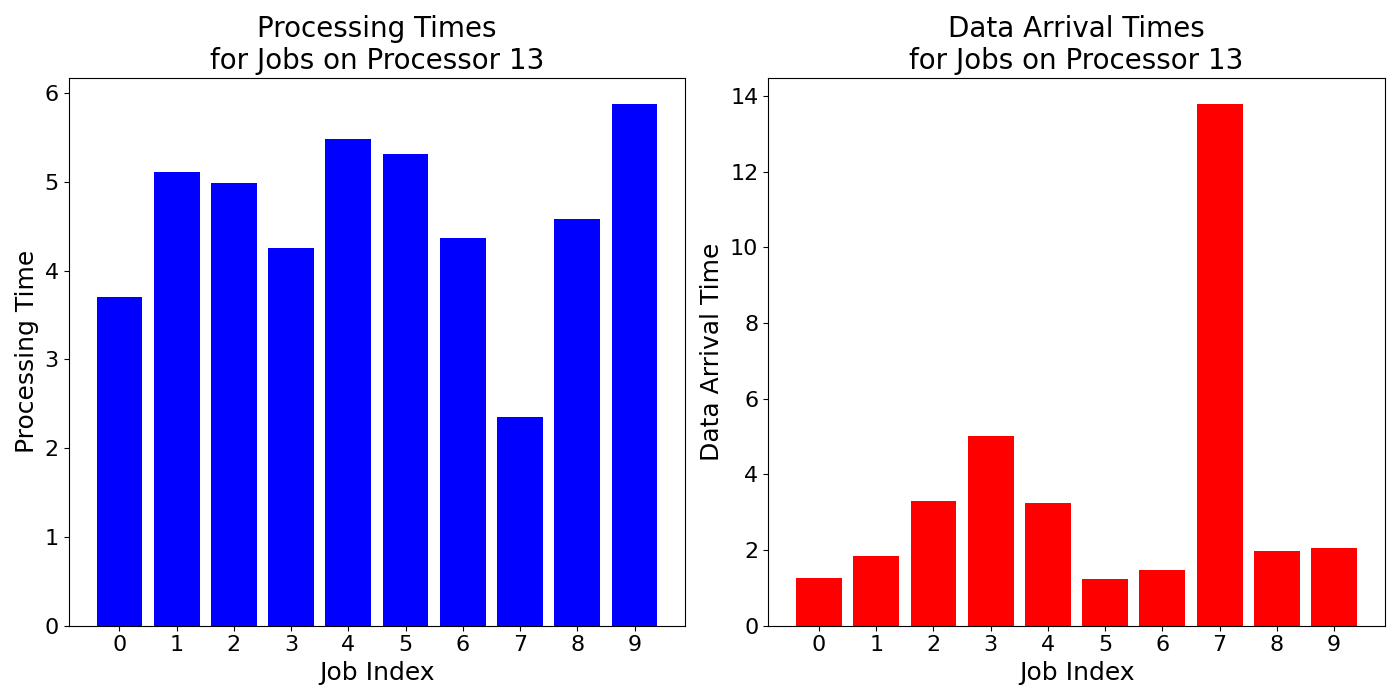 Processing Times
for Jobs on Processor 13
Processing Time
6
5
4
3
2
1
0
0 1 2 3 4 5 6 7 8 9
Job Index
Data Arrival Times
for Jobs on Processor 13
Data Arrival Time
14
12
10
8
6
4
2
0
0 1 2 3 4 5 6 7 8 9
Job Index